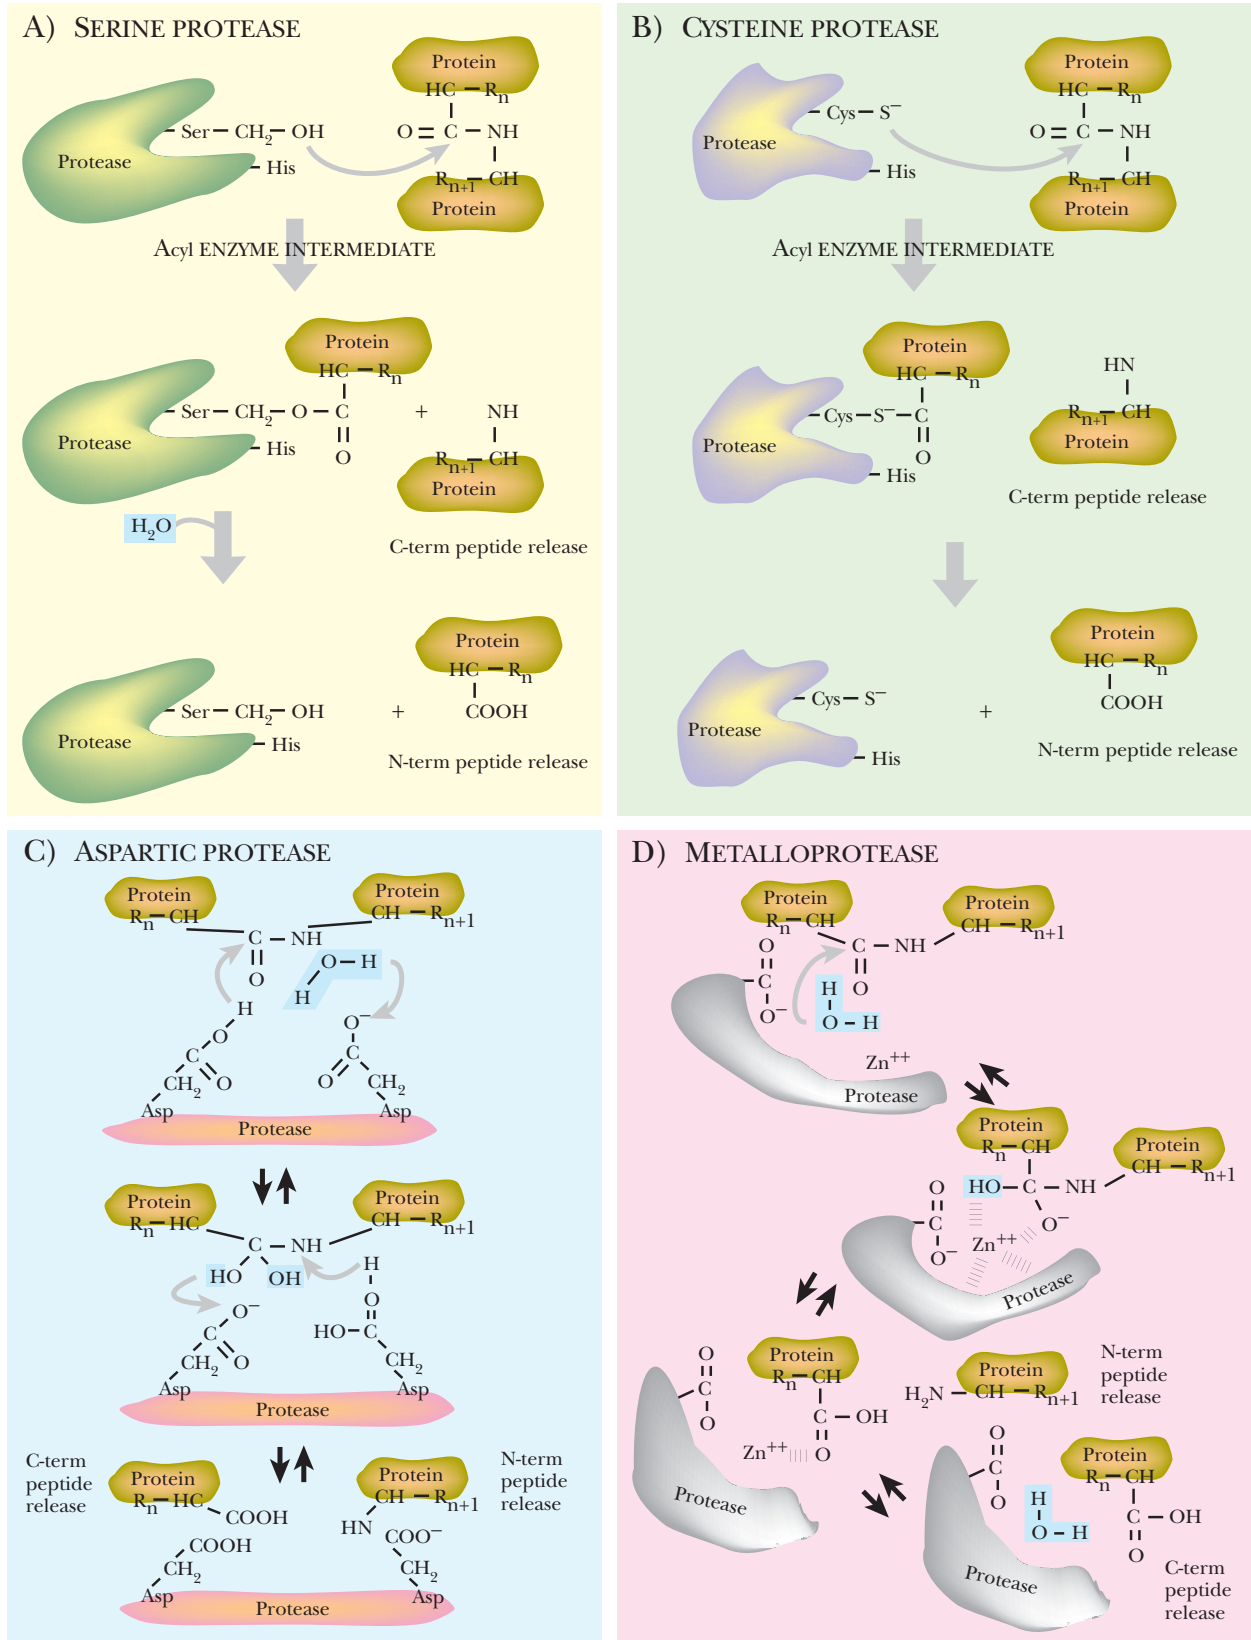 A) SERINE PROTEASE
Protein
HC — Rn
Ser — CH2 — OH
O = C — NH
Protease
His
Rn+1 — CH
Protein
Acyl ENZYME INTERMEDIATE
Protein
HC — Rn
Ser — CH2 — O — C + NH
Protease
His
O
Rn+1 — CH
Protein
H2O
C-term peptide release
Protein
HC — Rn
Ser — CH2 — OH + COOH
Protease
His
N-term peptide release
B) CYSTEINE PROTEASE
Protein
HC — Rn
Cys — S−
O = C — NH
Protease
His
Rn+1 — CH
Protein
Acyl ENZYME INTERMEDIATE
Protein
HC — Rn
HN
Cys — S− — C
Rn+1 — CH
Protease
Protein
O
His
C-term peptide release
Protein
HC — Rn
Cys — S−
+ COOH
Protease
His
N-term peptide release
C) ASPARTIC PROTEASE
Protein Protein
Rn — CH CH — Rn+1
C — NH
O
O — H
H
H
O
O−
C
O
C
O
CH2
CH2
Asp
Asp
Protease
Protein Protein
Rn — HC CH — Rn+1
C — NH
HO OH
H
O−
O
C
O
HO — C
CH2
CH2
Asp
Asp
Protease
C-term
peptide
release
Protein Protein
Rn — HC CH — Rn+1
N-term
peptide
release
COOH
HN
COOH
COO−
CH2
CH2
Asp
Asp
Protease
D) METALLOPROTEASE
Protein Protein
Rn — CH CH — Rn+1
O
C — NH
C
O−
O
H
O — H
Zn++
Protease
Protein
Rn — CH
Protein
CH — Rn+1
O
HO — C — NH
C
O−
O−
Zn++
Protease
O
C
O
Protein
Rn — CH
C — OH
O
Zn++
Protease
Protein
H2N — CH — Rn+1
N-term
peptide
release
O
C
O
Protein
Rn — CH
H
O — H
C — OH
O
Protease
C-term
peptide
release